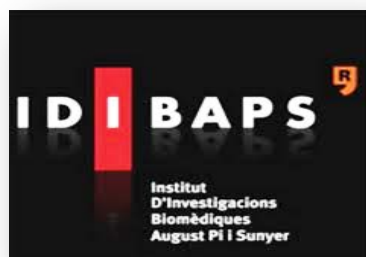 IDIBAPS R
Institut
D'Investigacions
Biomèdiques
August Pi i Sunyer